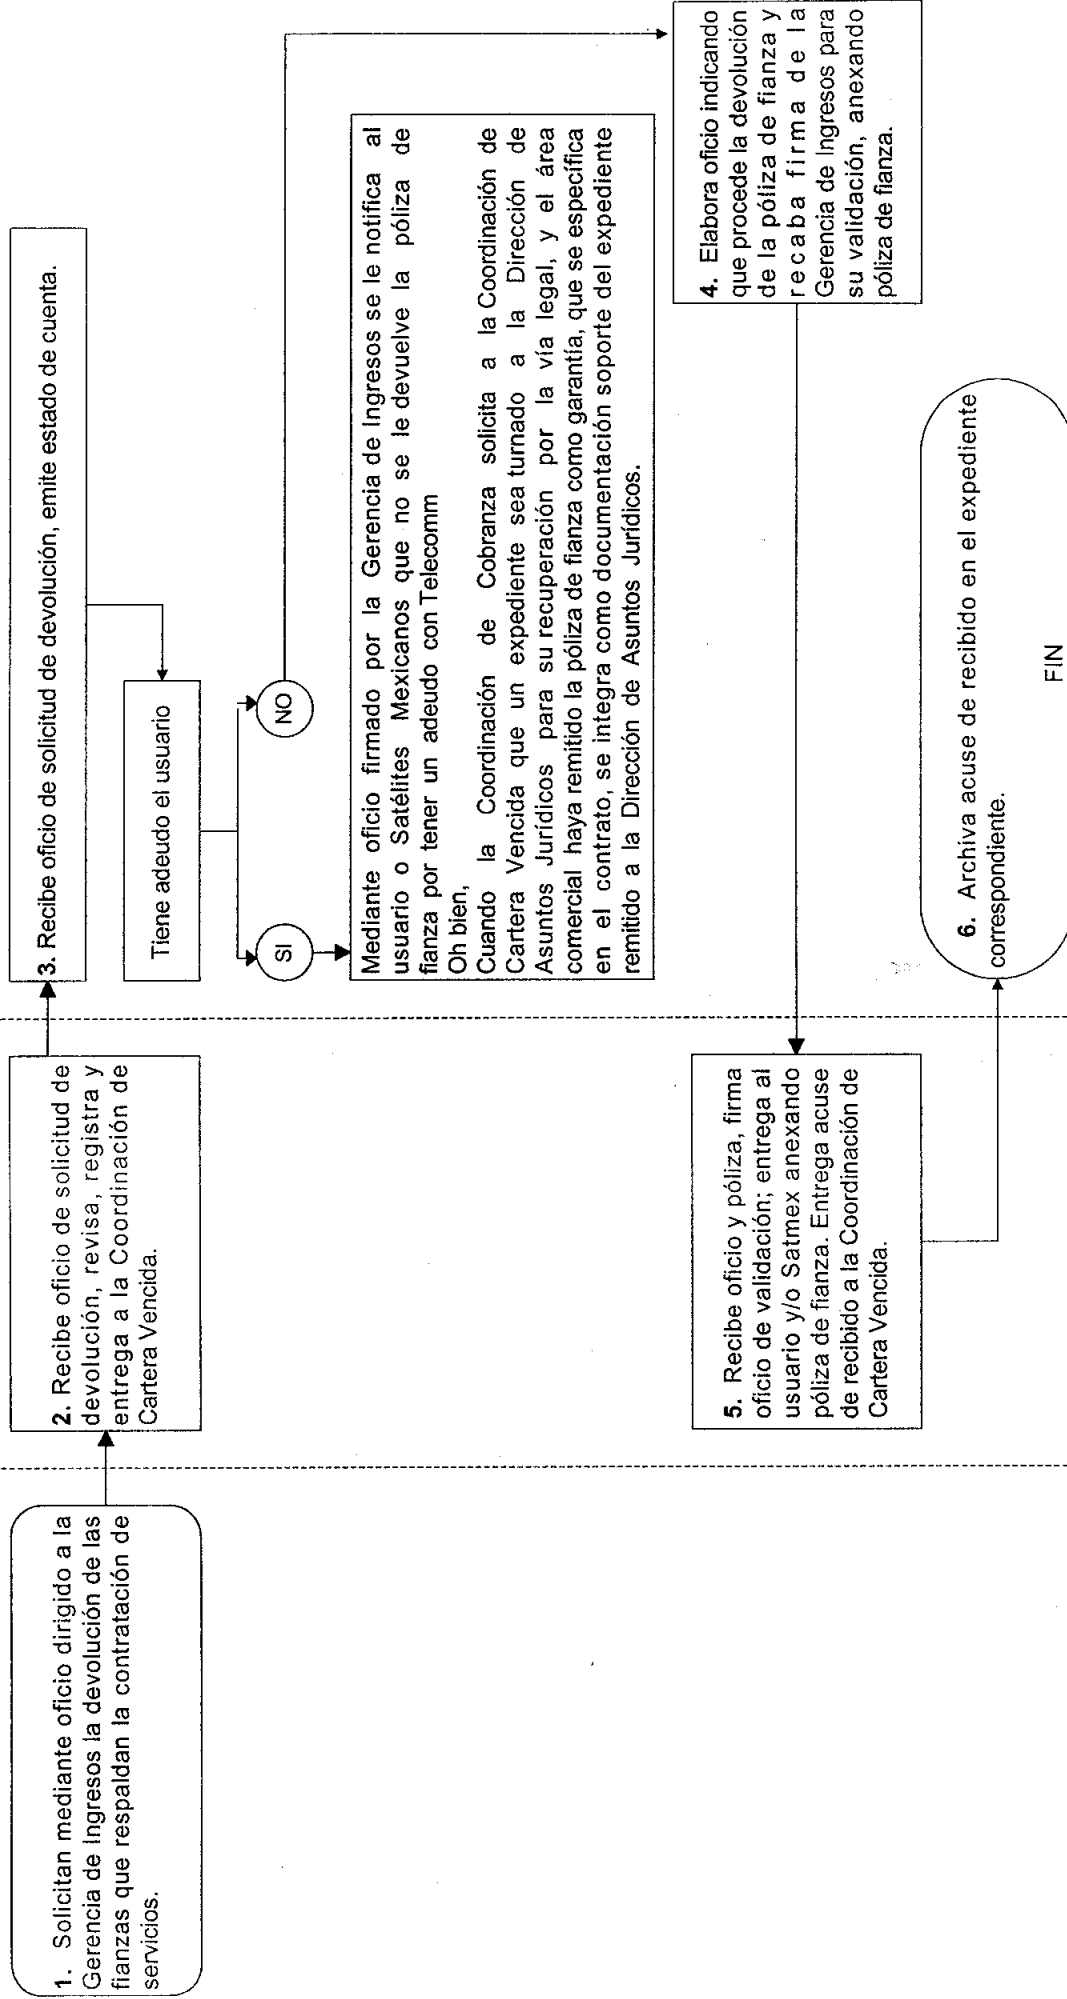 1. Solicitan mediante oficio dirigido a la
Gerencia de Ingresos la devolución de las
fianzas que respaldan la contratación de
servicios.
2. Recibe oficio de solicitud de
devolución, revisa, registra y
entrega a la Coordinación de
Cartera Vencida.
3. Recibe oficio de solicitud de devolución, emite estado de cuenta.
Tiene adeudo el usuario
SI
NO
Mediante oficio firmado por la Gerencia de Ingresos se le notifica al
usuario o Satélites Mexicanos que no se le devuelve la póliza de
fianza por tener un adeudo con Telecomm
Oh bien,
Cuando la Coordinación de Cobranza solicita a la Coordinación de
Cartera Vencida que un expediente sea turnado a la Dirección de
Asuntos Jurídicos para su recuperación por la vía legal, y el área
comercial haya remitido la póliza de fianza como garantía, que se específica
en el contrato, se integra como documentación soporte del expediente
remitido a la Dirección de Asuntos Jurídicos.
4. Elabora oficio indicando
que procede la devolución
de la póliza de fianza y
recaba firma de la
Gerencia de Ingresos para
su validación, anexando
póliza de fianza.
5. Recibe oficio y póliza, firma
oficio de validación; entrega al
usuario y/o Satmex anexando
póliza de fianza. Entrega acuse
de recibido a la Coordinación de
Cartera Vencida.
6. Archiva acuse de recibido en el expediente
correspondiente.
FIN